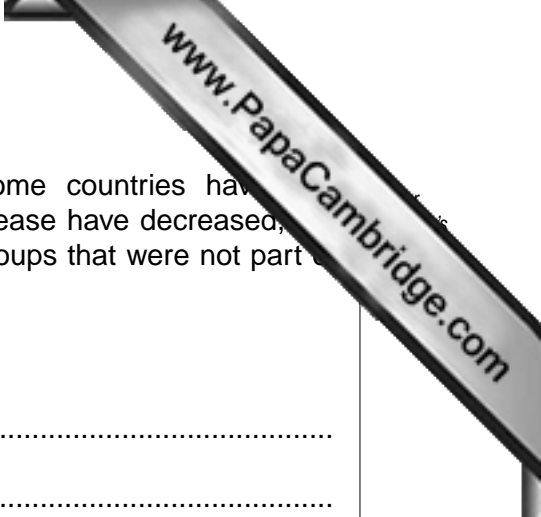 www.PapaCambridge.com
ome countries hav
ease have decreased,
oups that were not part
....................................................
....................................................